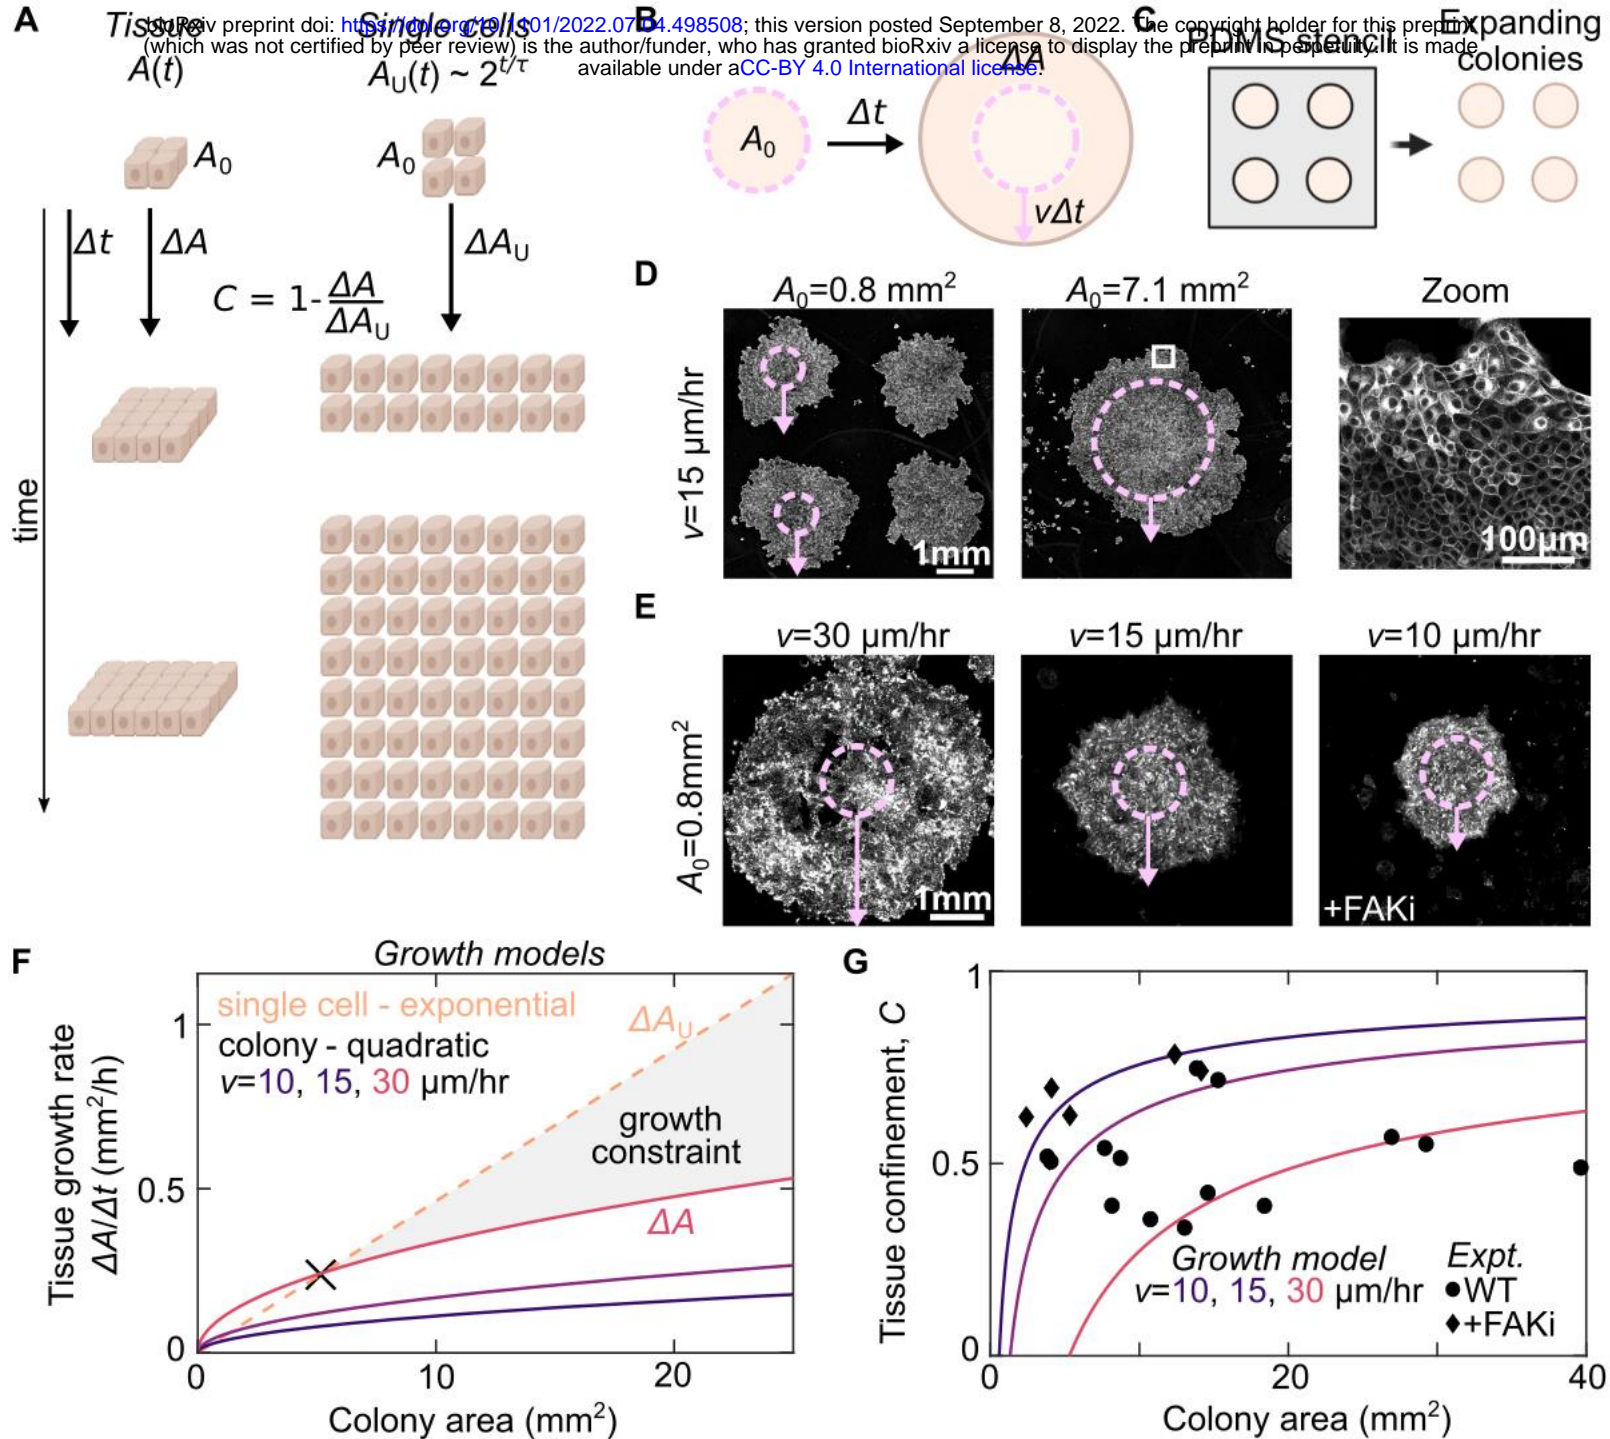 A
Tissue
Single cells
B
C
PDMS stencil
Expanding
colonies
bioRxiv preprint doi: https://doi.org/10.1101/2022.07.04.498508; this version posted September 8, 2022. The copyright holder for this preprint
(which was not certified by peer review) is the author/funder, who has granted bioRxiv a license to display the preprint in perpetuity. It is made
available under aCC-BY 4.0 International license.
A(t)
A_U(t) ~ 2^{t/τ}
A₀
A₀
Δt
ΔA
ΔA_U
C = 1-ΔA/ΔA_U
time
A₀
Δt
ΔA
vΔt
D
A₀=0.8 mm²
A₀=7.1 mm²
Zoom
v=15 µm/hr
1mm
100µm
E
v=30 µm/hr
v=15 µm/hr
v=10 µm/hr
A₀=0.8mm²
1mm
+FAKi
F
Growth models
single cell - exponential
colony - quadratic
v=10, 15, 30 µm/hr
ΔA_U
growth
constraint
ΔA
Tissue growth rate
ΔA/Δt (mm²/h)
1
0.5
0
0
10
20
Colony area (mm²)
G
Tissue confinement, C
1
0.5
0
Growth model
v=10, 15, 30 µm/hr
Expt.
WT
+FAKi
0
20
40
Colony area (mm²)